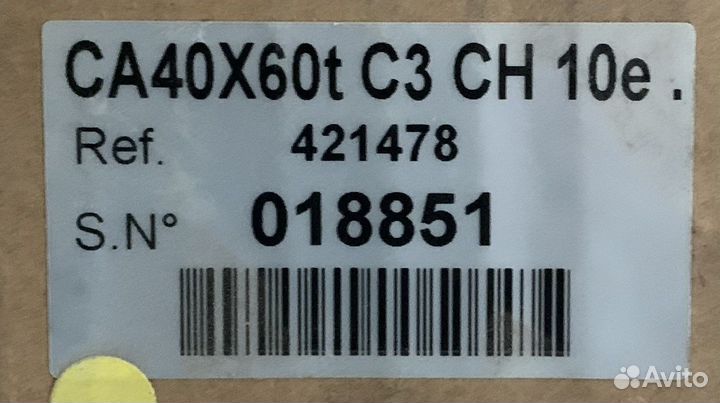 CA40X60t C3 CH 10e .
Ref. 421478
S.N° 018851
Avito